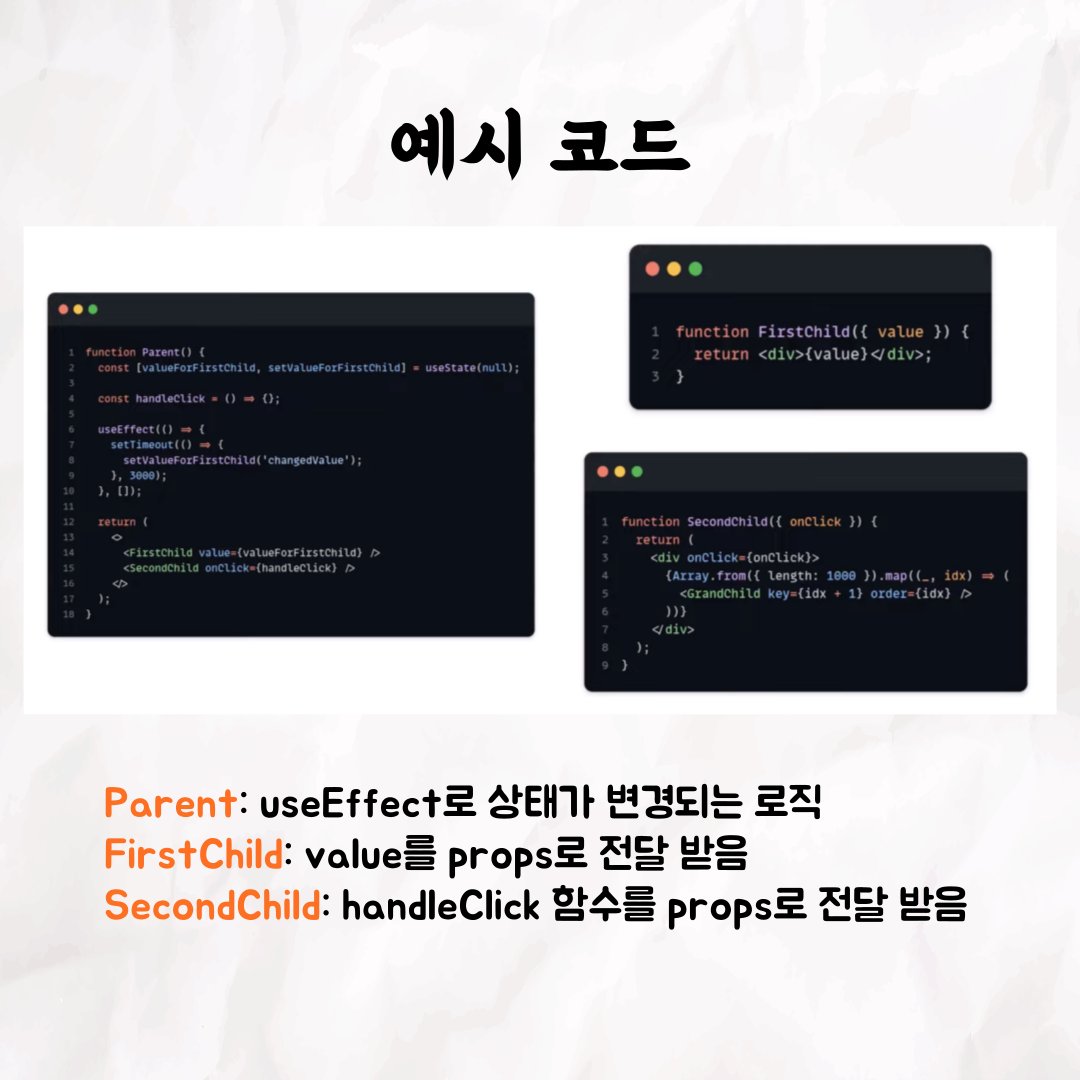 예시 코드
1 function Parent() {
2 const [valueForFirstChild, setValueForFirstChild] = useState(null);
3
4 const handleClick = () => {};
5
6 useEffect(() => {
7 setTimeout(() => {
8 setValueForFirstChild('changedValue');
9 }, 3000);
10 }, []);
11
12 return (
13 <>
14 <FirstChild value={valueForFirstChild} />
15 <SecondChild onClick={handleClick} />
16 </>
17 );
18 }
1 function FirstChild({ value }) {
2 return <div>{value}</div>;
3 }
1 function SecondChild({ onClick }) {
2 return (
3 <div onClick={onClick}>
4 {Array.from({ length: 1000 }).map((_, idx) => (
5 <GrandChild key={idx + 1} order={idx} />
6 ))}
7 </div>
8 );
9 }
Parent: useEffect로 상태가 변경되는 로직
FirstChild: value를 props로 전달 받음
SecondChild: handleClick 함수를 props로 전달 받음